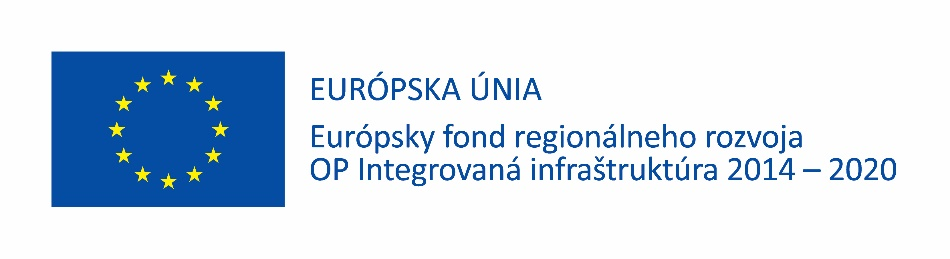 EURÓPSKA ÚNIA
Európsky fond regionálneho rozvoja
OP Integrovaná infraštruktúra 2014 – 2020